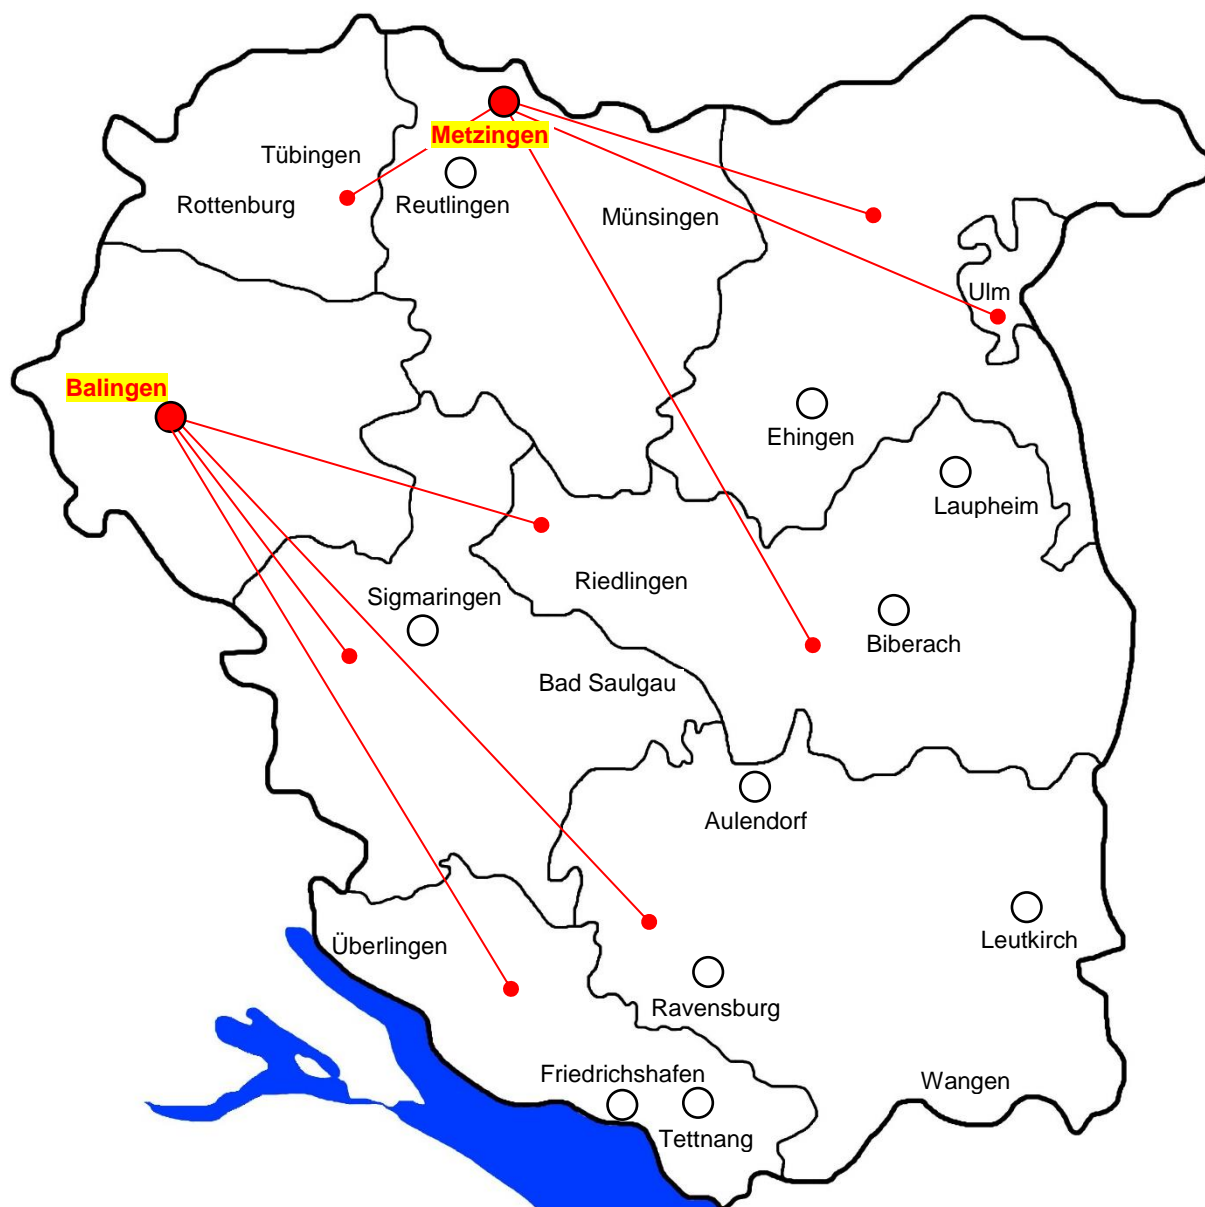 Metzingen
Tübingen
Rottenburg
Reutlingen
Münsingen
Ulm
Balingen
Ehingen
Laupheim
Riedlingen
Sigmaringen
Biberach
Bad Saulgau
Aulendorf
Überlingen
Leutkirch
Ravensburg
Friedrichshafen
Wangen
Tettnang